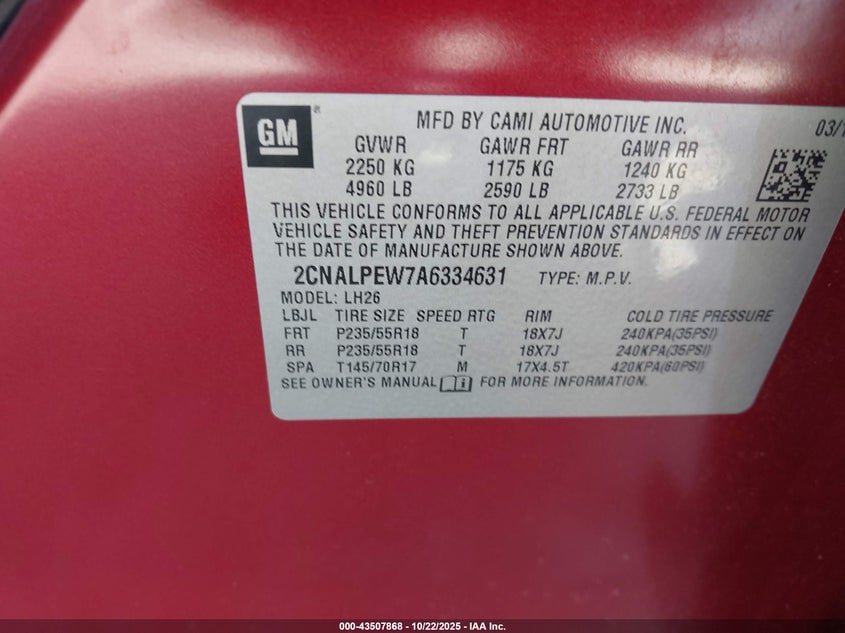 GM
®
MFD BY CAMI AUTOMOTIVE INC.
03/1
GVWR GAWR FRT GAWR RR
2250 KG 1175 KG 1240 KG
4960 LB 2590 LB 2733 LB
THIS VEHICLE CONFORMS TO ALL APPLICABLE U.S. FEDERAL MOTOR
VEHICLE SAFETY AND THEFT PREVENTION STANDARDS IN EFFECT ON
THE DATE OF MANUFACTURE SHOWN ABOVE.
2CNALPEW7A6334631 TYPE: M.P.V.
MODEL: LH26
LBJL TIRE SIZE SPEED RTG RIM COLD TIRE PRESSURE
FRT P235/55R18 T 18X7J 240KPA(35PSI)
RR P235/55R18 T 18X7J 240KPA(35PSI)
SPA T145/70R17 M 17X4.5T 420KPA(60PSI)
SEE OWNER'S MANUAL FOR MORE INFORMATION.
000-43507868 - 10/22/2025 - IAA Inc.